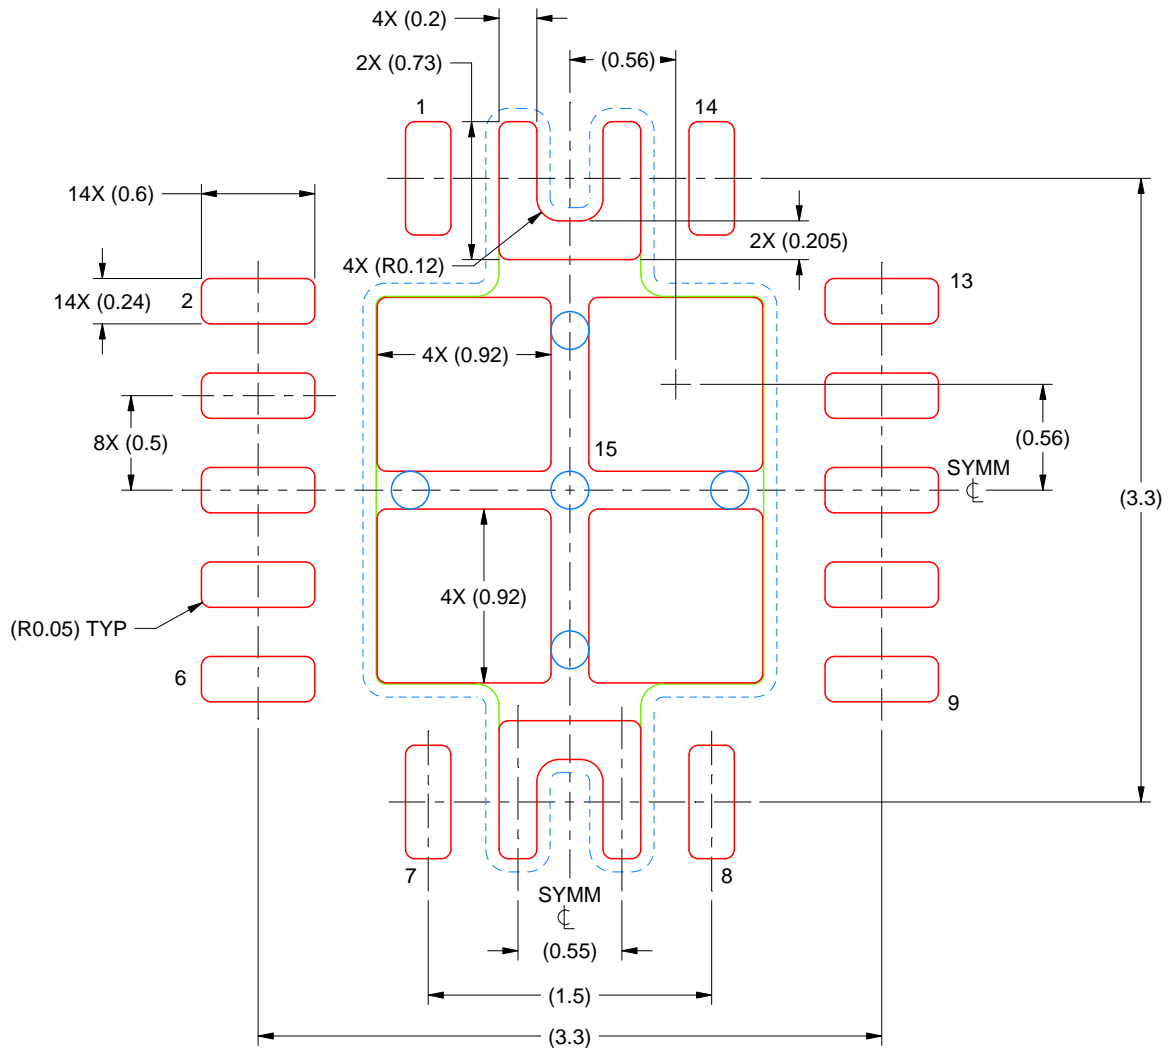 4X (0.2)
2X (0.73)
(0.56)
1
14
14X (0.6)
2X (0.205)
4X (R0.12)
14X (0.24)
2
13
4X (0.92)
8X (0.5)
15
(0.56)
SYMM
℄
(3.3)
4X (0.92)
(R0.05) TYP
6
9
7
8
SYMM
℄
(0.55)
(1.5)
(3.3)